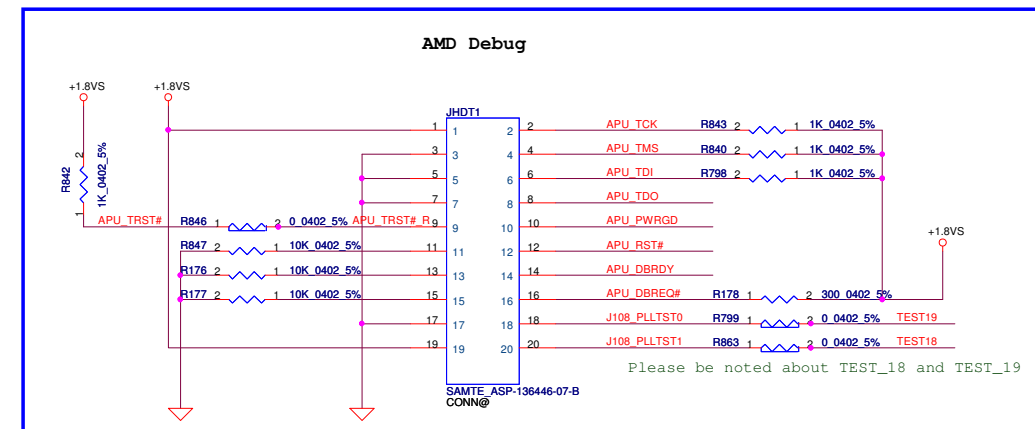 AMD Debug
+1.8VS
+1.8VS
JHDT1
1 1 2 2 APU_TCK R843 2 1 1K_0402_5%
3 3 4 4 APU_TMS R840 2 1 1K_0402_5%
R842 2 1 1K_0402_5%
5 5 6 6 APU_TDI R798 2 1 1K_0402_5%
7 7 8 8 APU_TDO
APU_TRST# R846 1 2 0_0402_5% APU_TRST#_R 9 9 10 10 APU_PWRGD
+1.8VS
R847 2 1 10K_0402_5% 11 11 12 12 APU_RST#
R176 2 1 10K_0402_5% 13 13 14 14 APU_DBRDY
R177 2 1 10K_0402_5% 15 15 16 16 APU_DBREQ# R178 1 2 300_0402_5%
17 17 18 18 J108_PLLTST0 R799 1 2 0_0402_5% TEST19
19 19 20 20 J108_PLLTST1 R863 1 2 0_0402_5% TEST18
Please be noted about TEST_18 and TEST_19
SAMTE_ASP-136446-07-B
CONN@